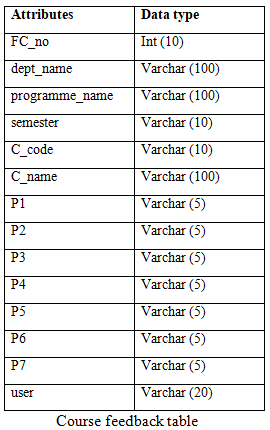 Attributes Data type
FC_no Int (10)
dept_name Varchar (100)
programme_name Varchar (100)
semester Varchar (10)
C_code Varchar (10)
C_name Varchar (100)
P1 Varchar (5)
P2 Varchar (5)
P3 Varchar (5)
P4 Varchar (5)
P5 Varchar (5)
P6 Varchar (5)
P7 Varchar (5)
user Varchar (20)
Course feedback table